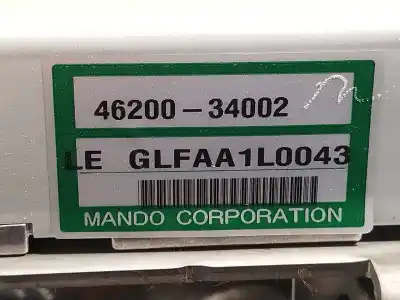 46200-34002
LE GLFAA1L0043
MANDO CORPORATION